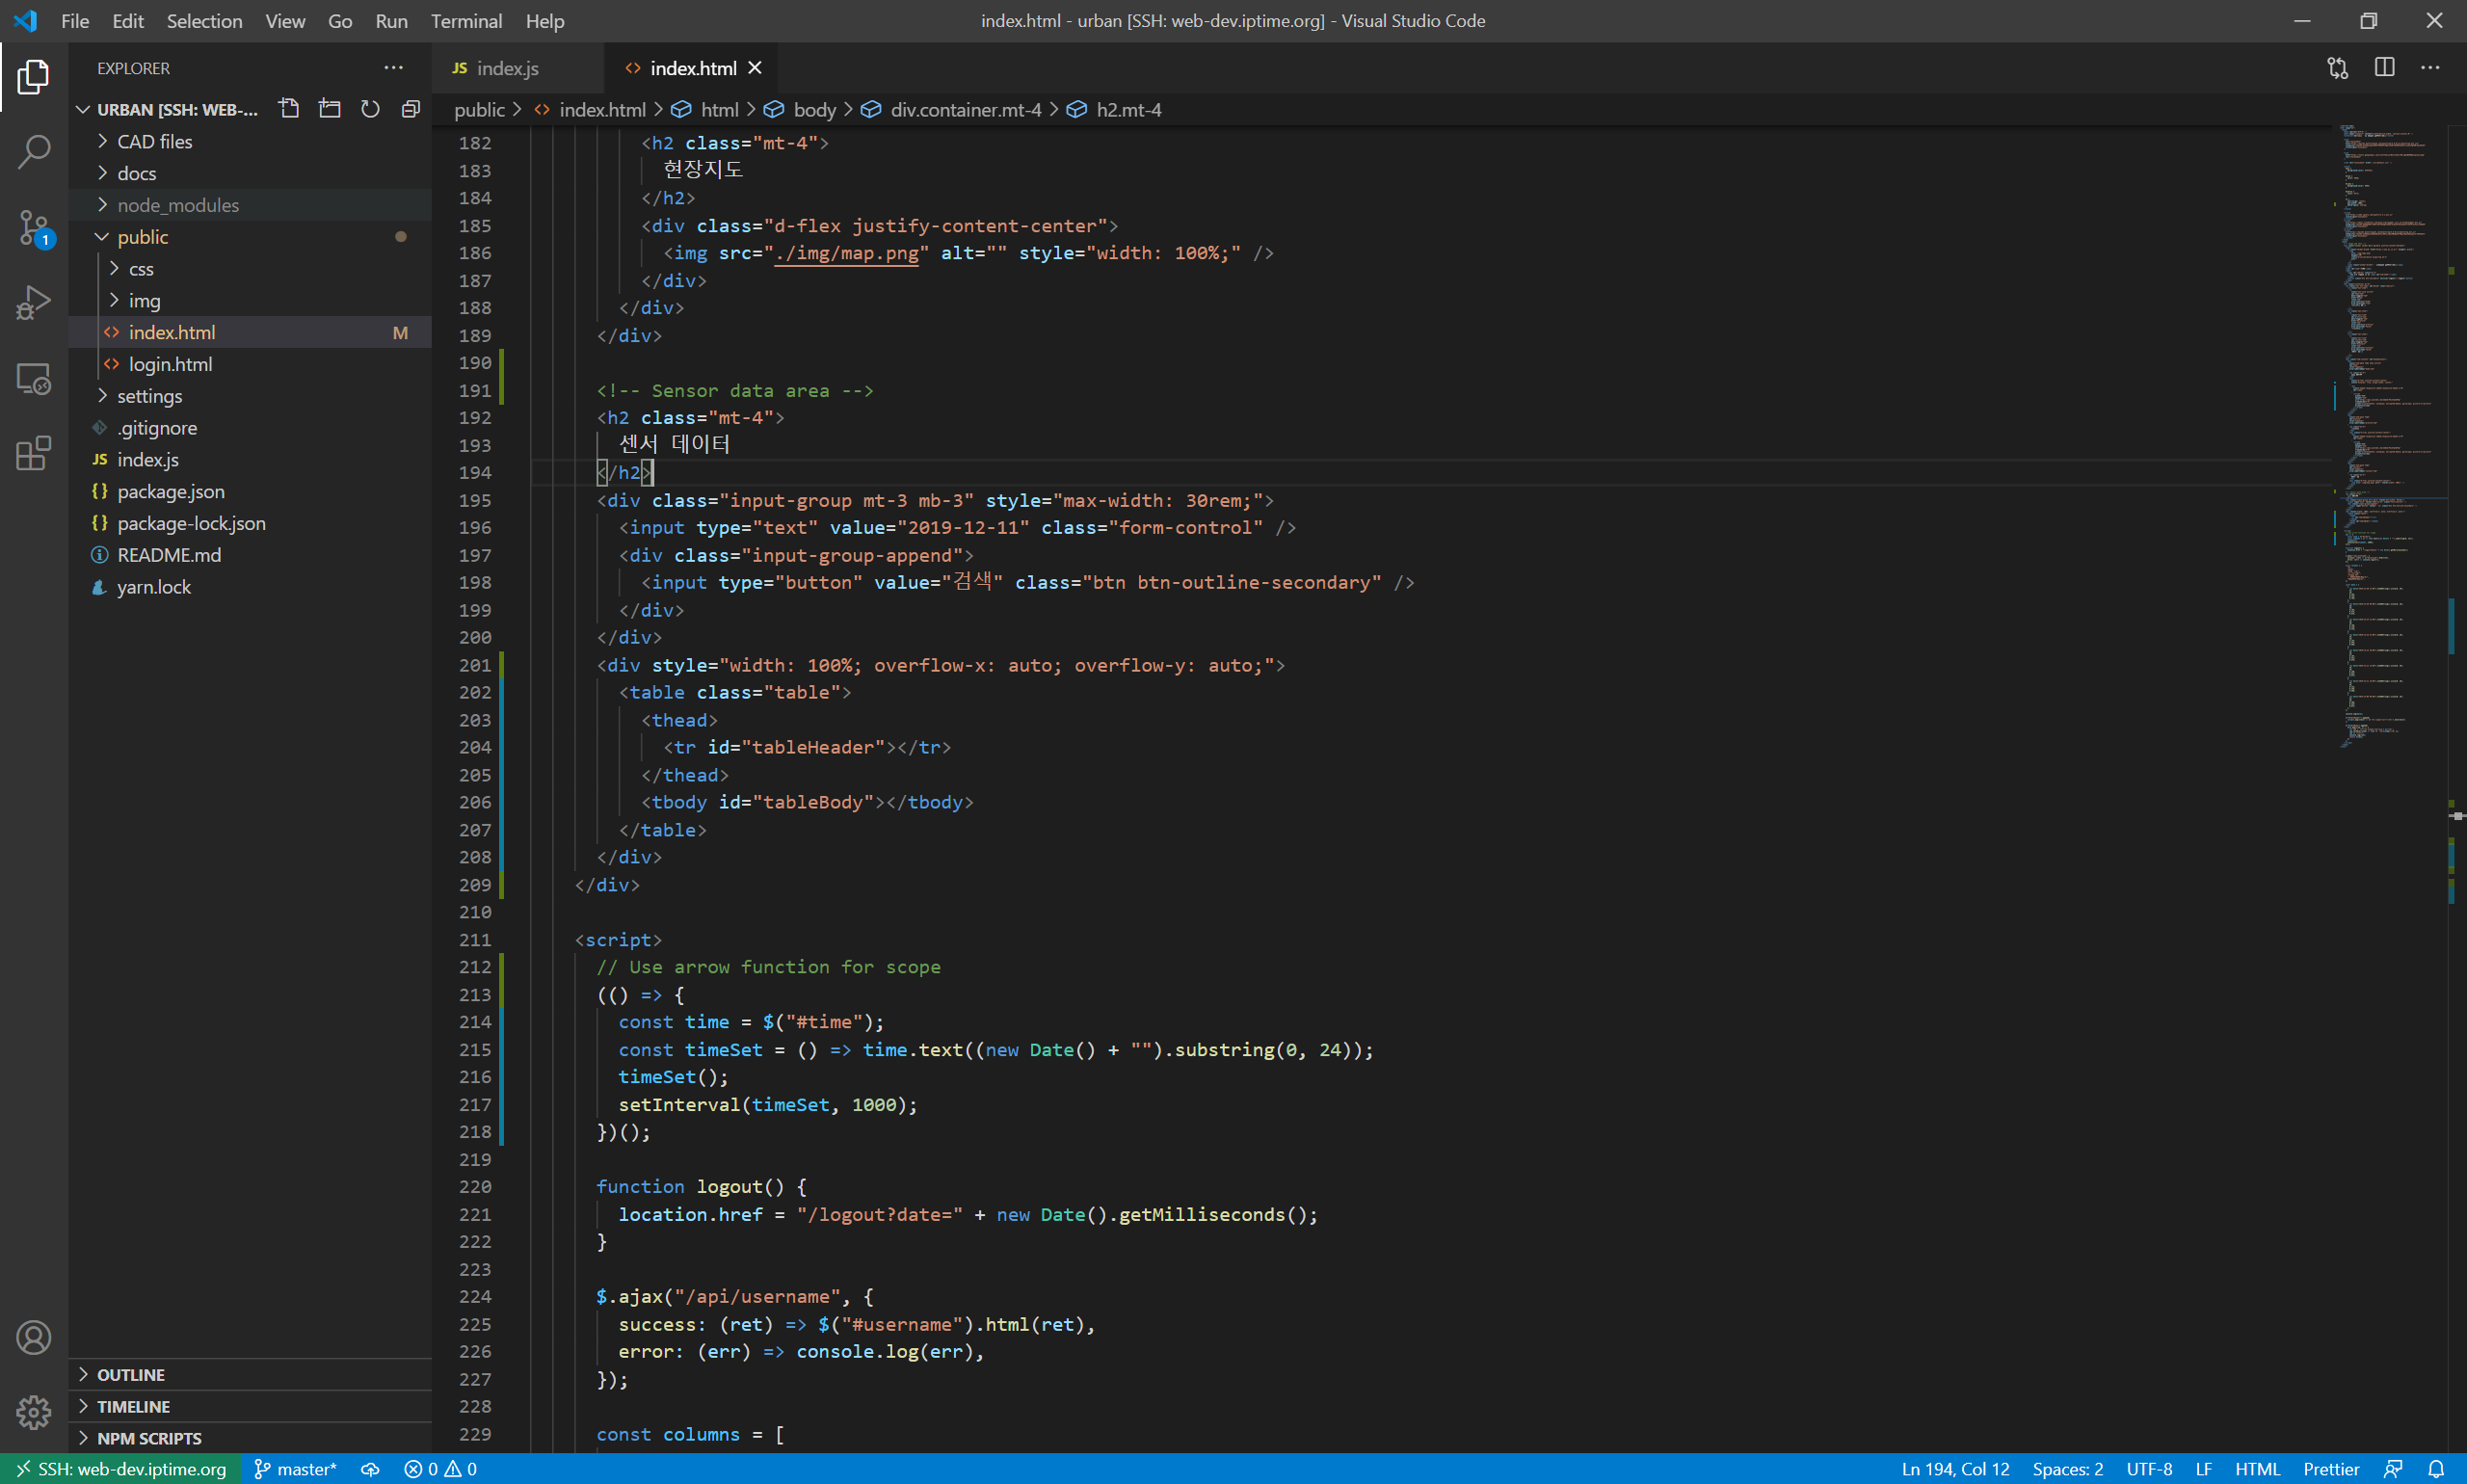 File Edit Selection View Go Run Terminal Help
index.html - urban [SSH: web-dev.iptime.org] - Visual Studio Code
EXPLORER
URBAN [SSH: WEB-...
CAD files
docs
node_modules
public
css
img
index.html M
login.html
settings
.gitignore
JS index.js
{} package.json
{} package-lock.json
README.md
yarn.lock
OUTLINE
TIMELINE
NPM SCRIPTS
1
JS index.js
<> index.html
public > <> index.html > html > body > div.container.mt-4 > h2.mt-4
182 <h2 class="mt-4">
183 현장지도
184 </h2>
185 <div class="d-flex justify-content-center">
186 <img src="./img/map.png" alt="" style="width: 100%;" />
187 </div>
188 </div>
189 </div>
190
191 <!-- Sensor data area -->
192 <h2 class="mt-4">
193 센서 데이터
194 </h2>
195 <div class="input-group mt-3 mb-3" style="max-width: 30rem;">
196 <input type="text" value="2019-12-11" class="form-control" />
197 <div class="input-group-append">
198 <input type="button" value="검색" class="btn btn-outline-secondary" />
199 </div>
200 </div>
201 <div style="width: 100%; overflow-x: auto; overflow-y: auto;">
202 <table class="table">
203 <thead>
204 <tr id="tableHeader"></tr>
205 </thead>
206 <tbody id="tableBody"></tbody>
207 </table>
208 </div>
209 </div>
210
211 <script>
212 // Use arrow function for scope
213 (() => {
214 const time = $("#time");
215 const timeSet = () => time.text((new Date() + "").substring(0, 24));
216 timeSet();
217 setInterval(timeSet, 1000);
218 })();
219
220 function logout() {
221 location.href = "/logout?date=" + new Date().getMilliseconds();
222 }
223
224 $.ajax("/api/username", {
225 success: (ret) => $("#username").html(ret),
226 error: (err) => console.log(err),
227 });
228
229 const columns = [
SSH: web-dev.iptime.org master* 0 0 Ln 194, Col 12 Spaces: 2 UTF-8 LF HTML Prettier